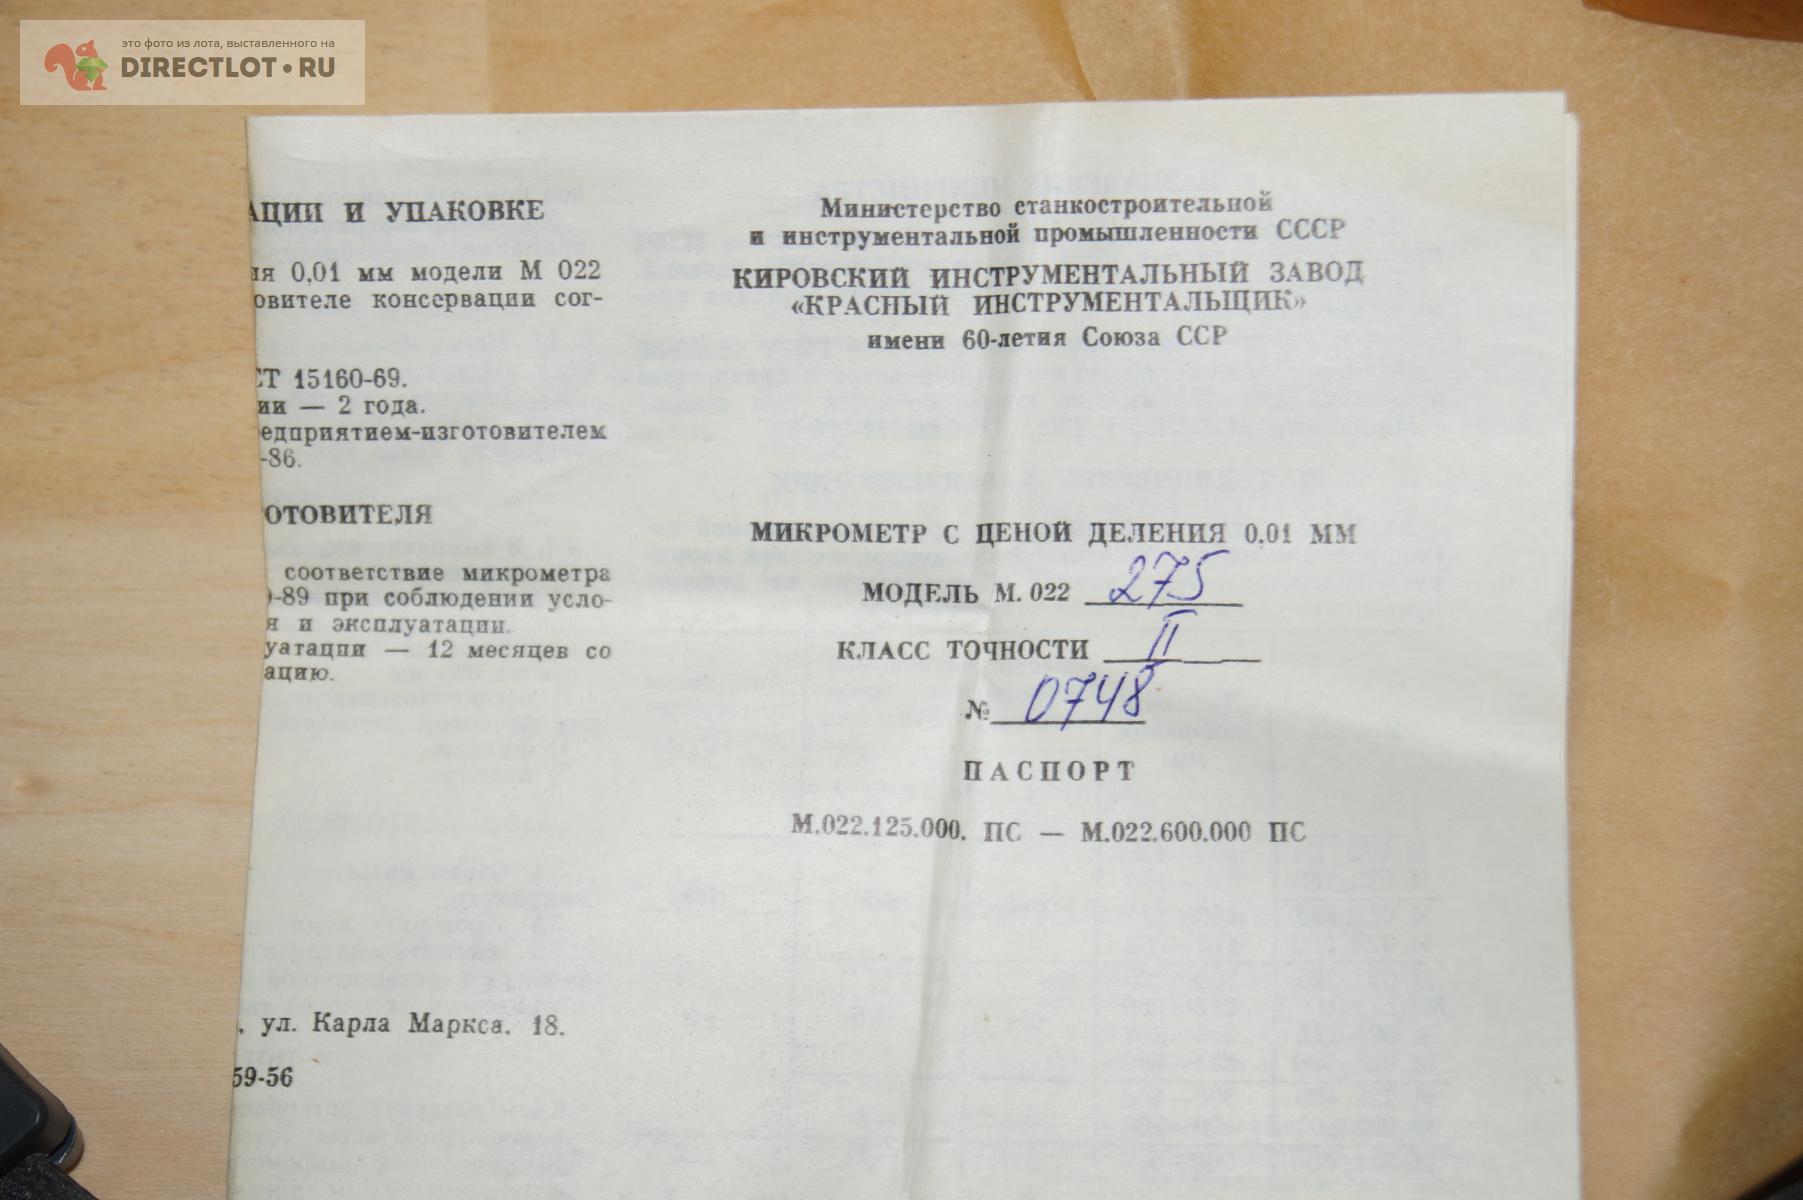 это фото из лота, выставленного на
DIRECTLOT•RU
АЦИИ И УПАКОВКЕ
ия 0,01 мм модели М 022
овителе консервации сог-
СТ 15160-69.
ии — 2 года.
едприятием-изготовителем
-86.
ОТОВИТЕЛЯ
соответствие микрометра
-89 при соблюдении усло-
я и эксплуатации.
уатации — 12 месяцев со
ацию.
, ул. Карла Маркса, 18.
59-56
Министерство станкостроительной
и инструментальной промышленности СССР
КИРОВСКИЙ ИНСТРУМЕНТАЛЬНЫЙ ЗАВОД
«КРАСНЫЙ ИНСТРУМЕНТАЛЬЩИК»
имени 60-летия Союза ССР
МИКРОМЕТР С ЦЕНОЙ ДЕЛЕНИЯ 0,01 ММ
МОДЕЛЬ М. 022 275
КЛАСС ТОЧНОСТИ II
№ 0748
ПАСПОРТ
М.022.125.000. ПС — М.022.600.000 ПС